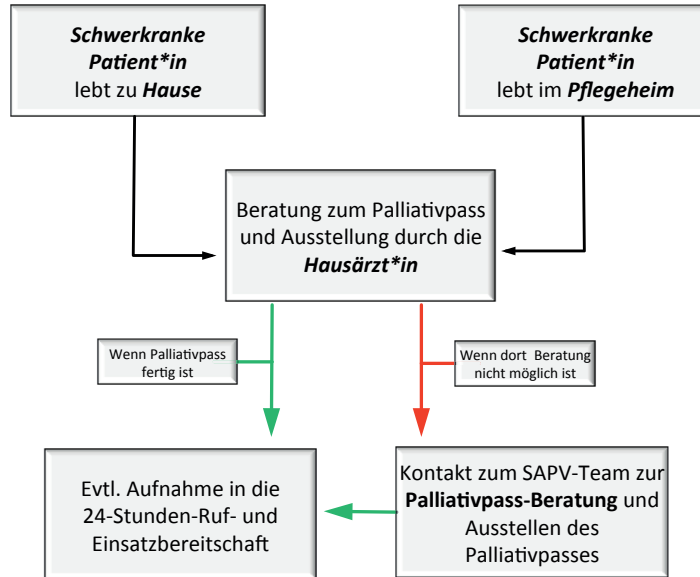 Schwerkranke
Patient*in
lebt zu Hause
Schwerkranke
Patient*in
lebt im Pflegeheim
Beratung zum Palliativpass
und Ausstellung durch die
Hausärzt*in
Wenn Palliativpass
fertig ist
Wenn dort Beratung
nicht möglich ist
Evtl. Aufnahme in die
24-Stunden-Ruf- und
Einsatzbereitschaft
Kontakt zum SAPV-Team zur
Palliativpass-Beratung und
Ausstellen des
Palliativpasses